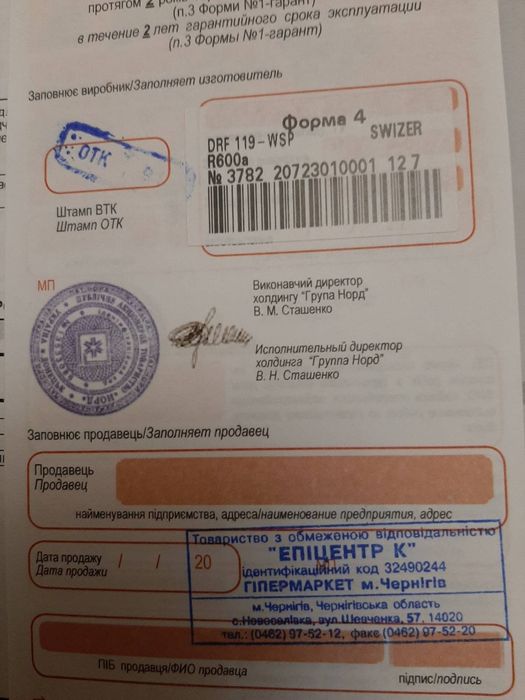 протягом 2
(п.3 Форми №1-гарант)
в течение 2 лет гарантийного срока эксплуатации
(п.3 Формы №1-гарант)
Заповнює виробник/Заполняет изготовитель
ОТК
Форма 4
DRF 119-WSP SWIZER
R600a
№ 3782 20723010001 12 7
Штамп ВТК
Штамп ОТК
МП
Виконавчий директор
холдингу "Група Норд"
В. М. Сташенко
Исполнительный директор
холдинга "Группа Норд"
В. Н. Сташенко
Заповнює продавець/Заполняет продавец
Продавець
Продавец
найменування підприємства, адреса/наименование предприятия, адрес
Дата продажу / / 20
Дата продажи
Товариство з обмеженою відповідальністю
"ЕПІЦЕНТР К"
ідентифікаційний код 32490244
ГІПЕРМАРКЕТ м.Чернігів
м.Чернігів, Чернігівська область
с.Новоселівка, вул.Шевченка, 57, 14020
тел.: (0462) 97-52-12, факс (0462) 97-52-20
ПІБ продавця/ФИО продавца
підпис/подпись